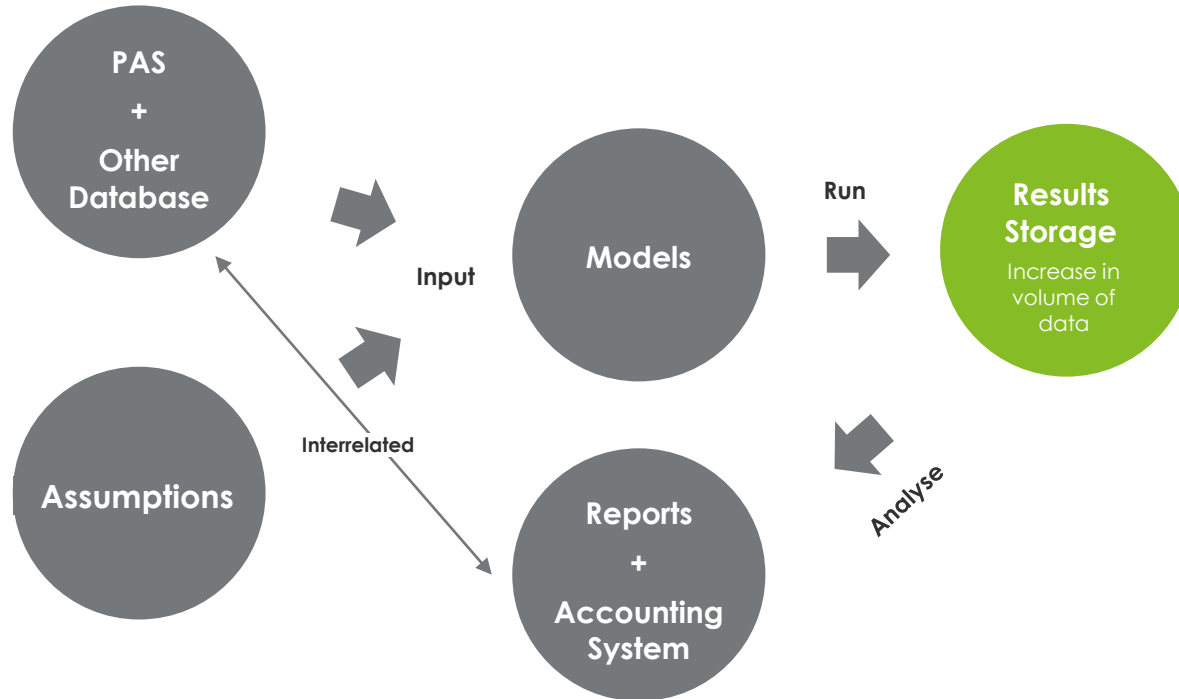 PAS
+
Other
Database
Input
Models
Run
Results
Storage
Increase in
volume of
data
Assumptions
Interrelated
Reports
+
Accounting
System
Analyse